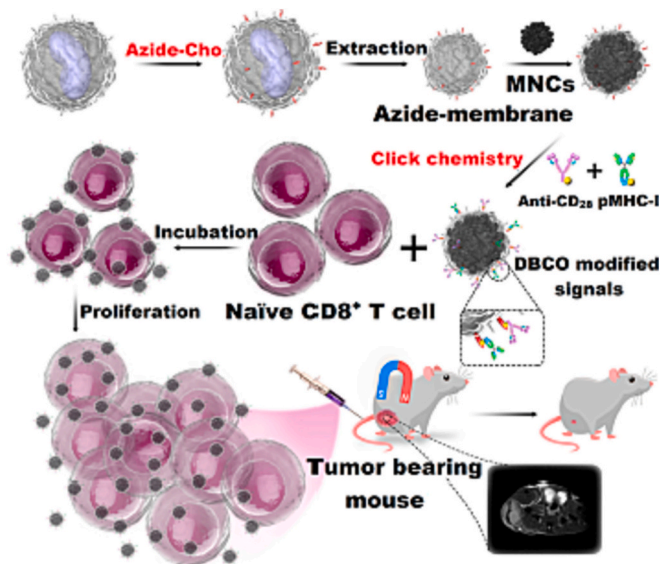 Azide-Cho
Extraction
MNCs
Azide-membrane
Click chemistry
Anti-CD₂₈ pMHC-I
Incubation
DBCO modified
signals
Naïve CD8⁺ T cell
Proliferation
Tumor bearing
mouse